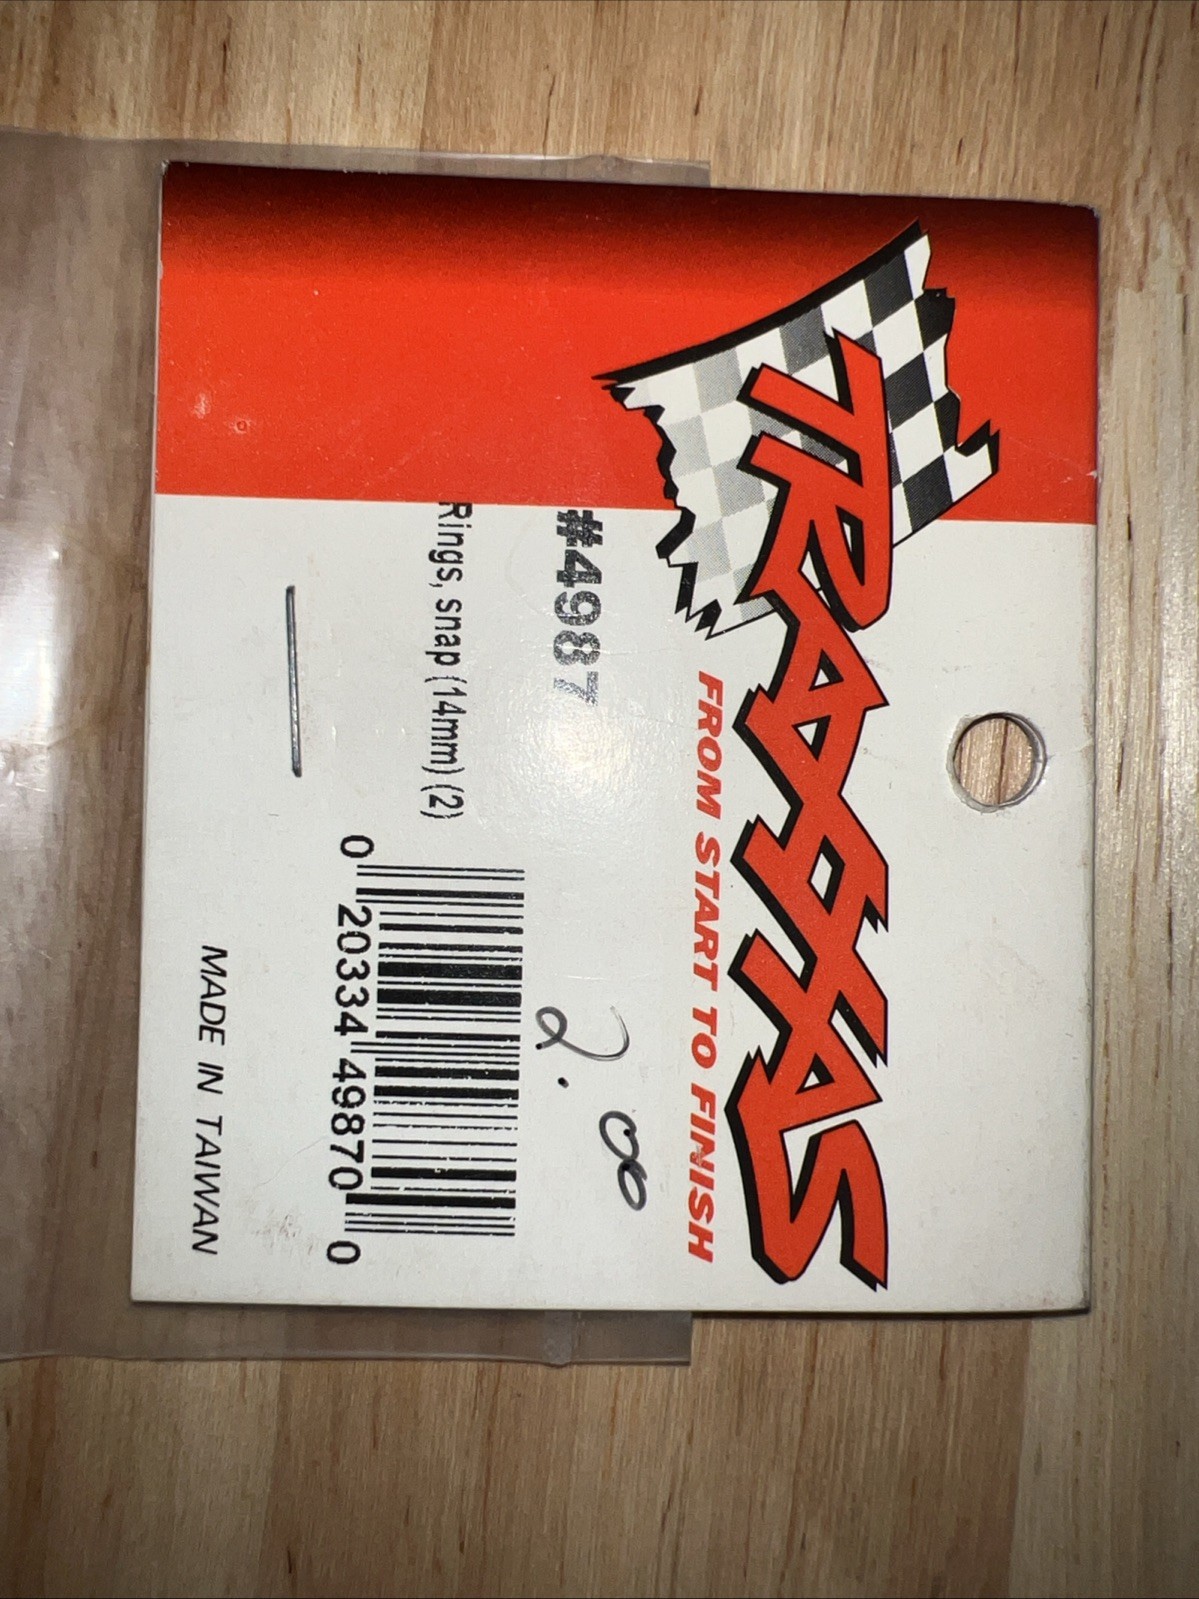 TRAXXAS
FROM START TO FINISH
#4987
2.00
Rings, snap (14mm) (2)
0 20334 49870 0
MADE IN TAIWAN